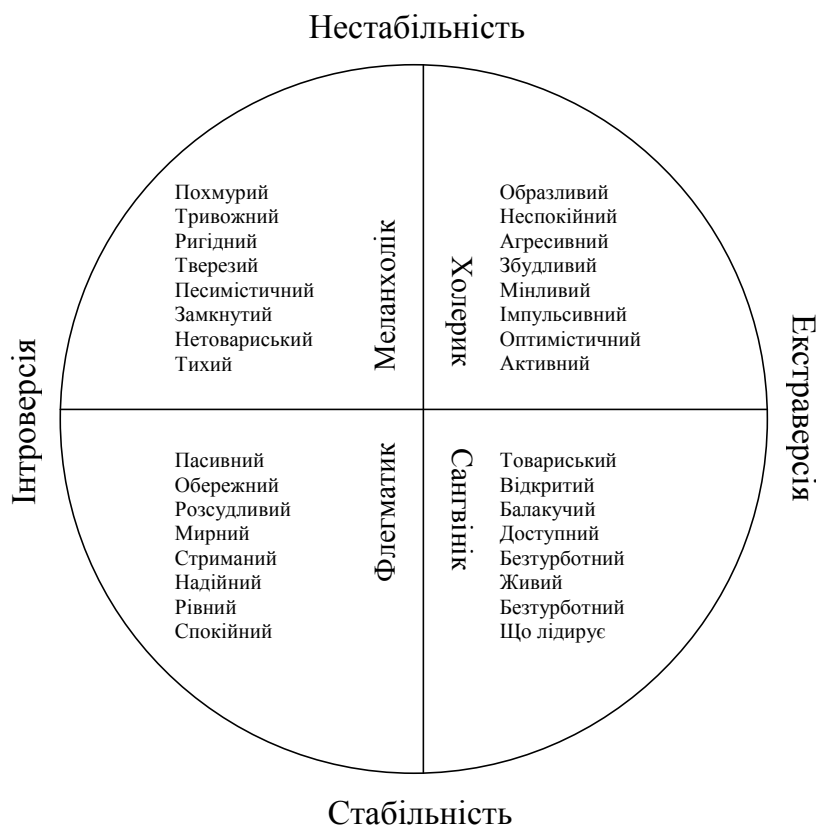 Нестабільність
Похмурий
Тривожний
Ригідний
Тверезий
Песимістичний
Замкнутий
Нетовариський
Тихий
Меланхолік
Холерик
Образливий
Неспокійний
Агресивний
Збудливий
Мінливий
Імпульсивний
Оптимістичний
Активний
Інтроверсія
Екстраверсія
Пасивний
Обережний
Розсудливий
Мирний
Стриманий
Надійний
Рівний
Спокійний
Флегматик
Сангвінік
Товариський
Відкритий
Балакучий
Доступний
Безтурботний
Живий
Безтурботний
Що лідирує
Стабільність